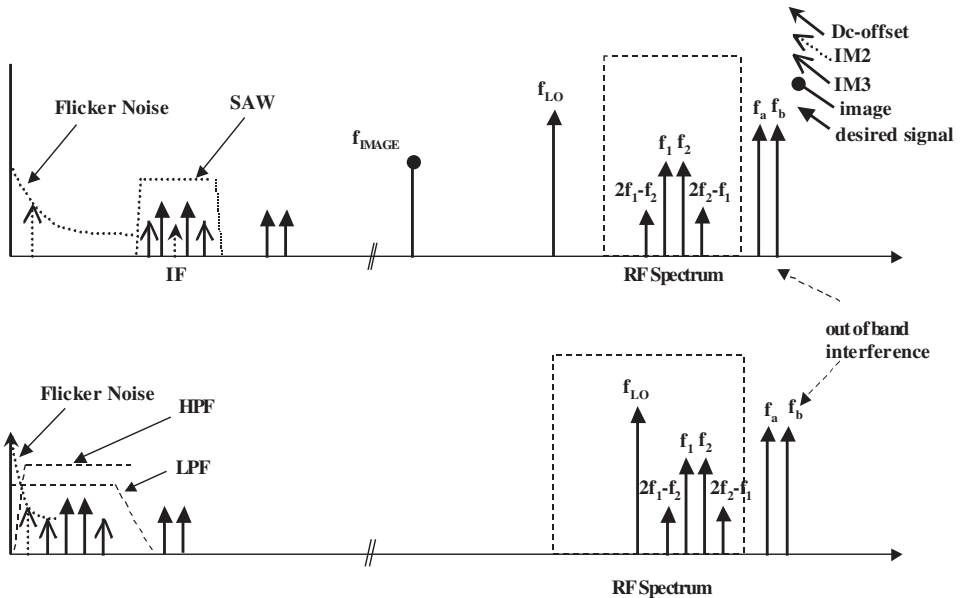 Dc-offset
IM2
IM3
image
desired signal
Flicker Noise
SAW
fIMAGE
fLO
fa fb
f1 f2
2f1-f2
2f2-f1
IF
RF Spectrum
out of band
interference
Flicker Noise
HPF
LPF
fLO
fa fb
f1 f2
2f1-f2
2f2-f1
RF Spectrum